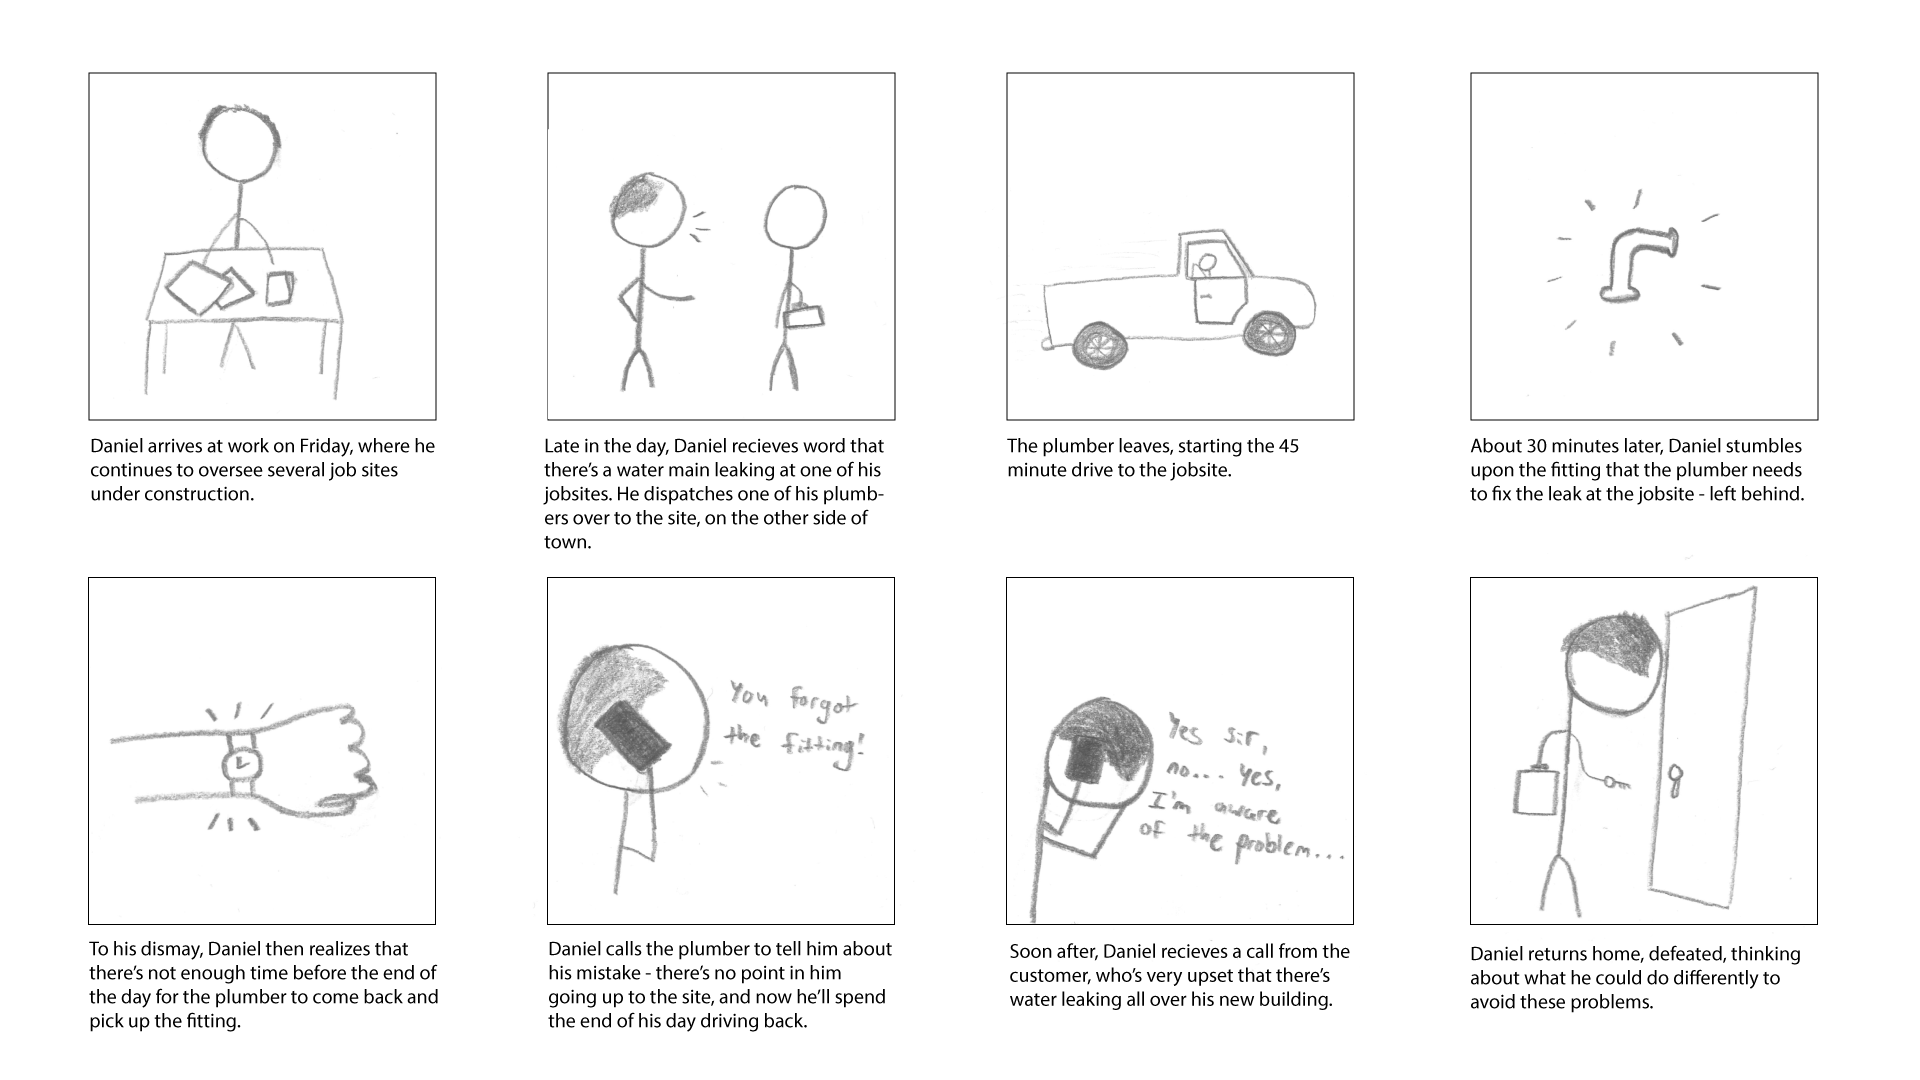 Daniel arrives at work on Friday, where he
continues to oversee several job sites
under construction.
Late in the day, Daniel recieves word that
there's a water main leaking at one of his
jobsites. He dispatches one of his plumb-
ers over to the site, on the other side of
town.
The plumber leaves, starting the 45
minute drive to the jobsite.
About 30 minutes later, Daniel stumbles
upon the fitting that the plumber needs
to fix the leak at the jobsite - left behind.
You forgot
the fitting!
Yes sir,
no... yes,
I'm aware
of the problem...
To his dismay, Daniel then realizes that
there's not enough time before the end of
the day for the plumber to come back and
pick up the fitting.
Daniel calls the plumber to tell him about
his mistake - there's no point in him
going up to the site, and now he'll spend
the end of his day driving back.
Soon after, Daniel recieves a call from the
customer, who's very upset that there's
water leaking all over his new building.
Daniel returns home, defeated, thinking
about what he could do differently to
avoid these problems.